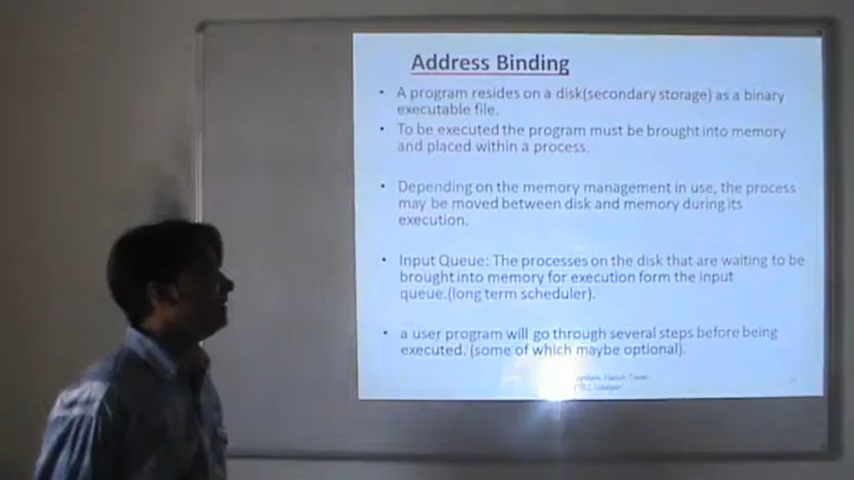 Address Binding
• A program resides on a disk(secondary storage) as a binary
executable file.
• To be executed the program must be brought into memory
and placed within a process.
• Depending on the memory management in use, the process
may be moved between disk and memory during its
execution.
• Input Queue: The processes on the disk that are waiting to be
brought into memory for execution form the input
queue.(long term scheduler).
• a user program will go through several steps before being
executed. (some of which maybe optional).